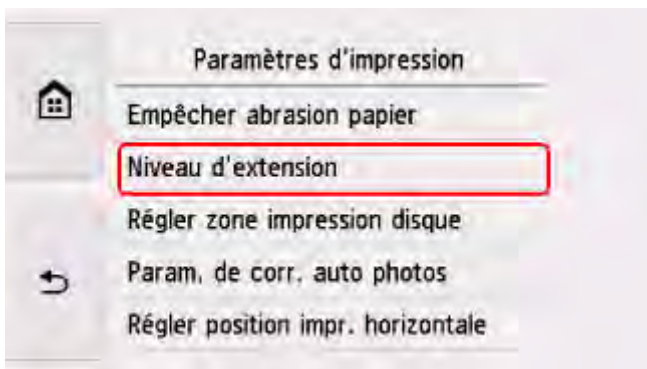 Paramètres d'impression
Empêcher abrasion papier
Niveau d'extension
Régler zone impression disque
Param. de corr. auto photos
Régler position impr. horizontale